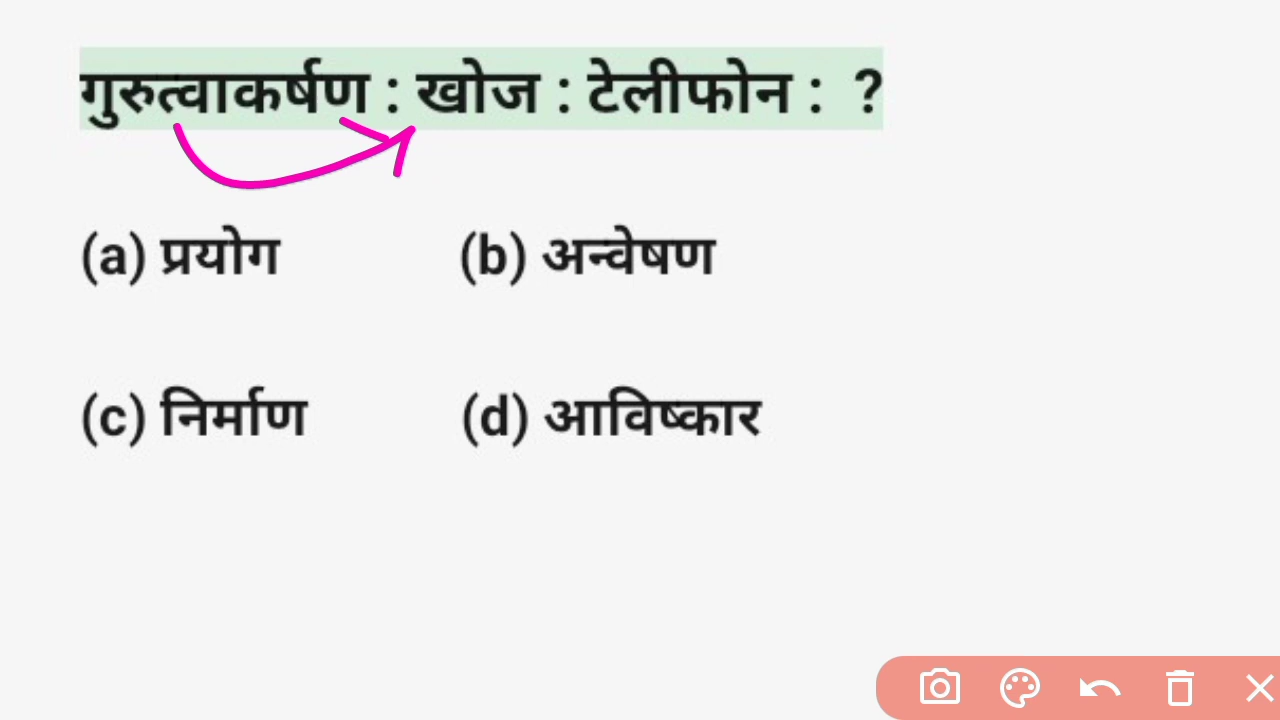 गुरुत्वाकर्षण : खोज : टेलीफोन : ?
(a) प्रयोग (b) अन्वेषण
(c) निर्माण (d) आविष्कार